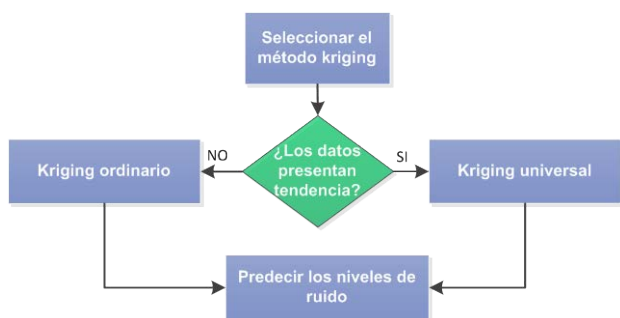 Seleccionar el
método kriging
¿Los datos
presentan
tendencia?
NO
SI
Kriging ordinario
Kriging universal
Predecir los niveles de
ruido